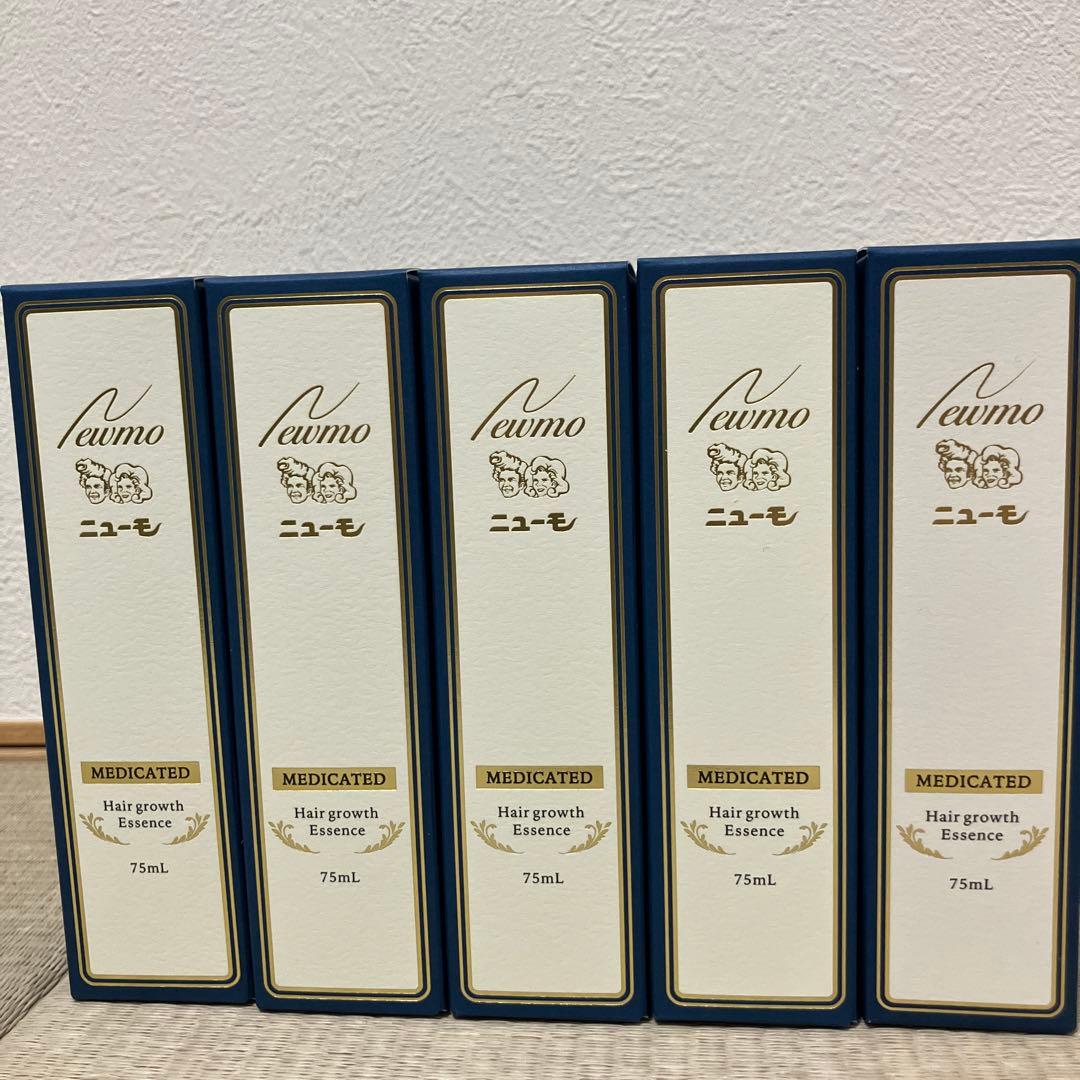 Newmo
ニューモ
MEDICATED
Hair growth
Essence
75mL
Newmo
ニューモ
MEDICATED
Hair growth
Essence
75mL
Newmo
ニューモ
MEDICATED
Hair growth
Essence
75mL
Newmo
ニューモ
MEDICATED
Hair growth
Essence
75mL
Newmo
ニューモ
MEDICATED
Hair growth
Essence
75mL